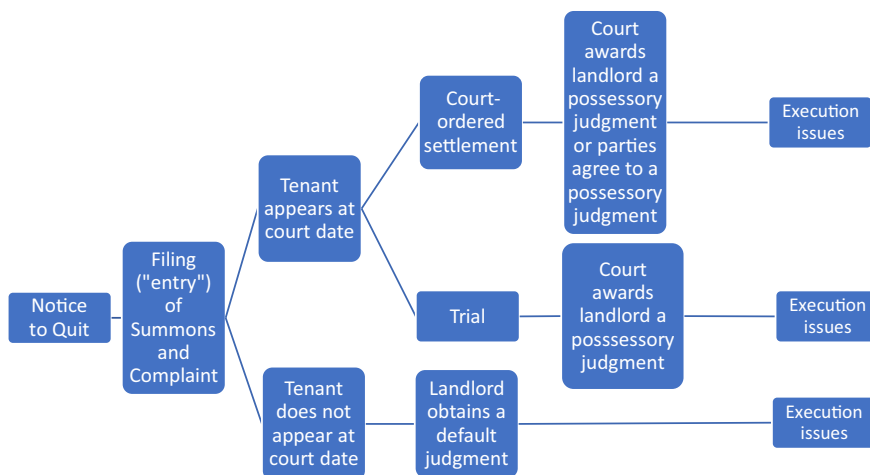 Notice
to Quit
Filing
("entry") of
Summons
and
Complaint
Tenant
appears at
court date
Court-
ordered
settlement
Court
awards
landlord a
possessory
judgment
or parties
agree to a
possessory
judgment
Execution
issues
Trial
Court
awards
landlord a
posssessory
judgment
Execution
issues
Tenant
does not
appear at
court date
Landlord
obtains a
default
judgment
Execution
issues